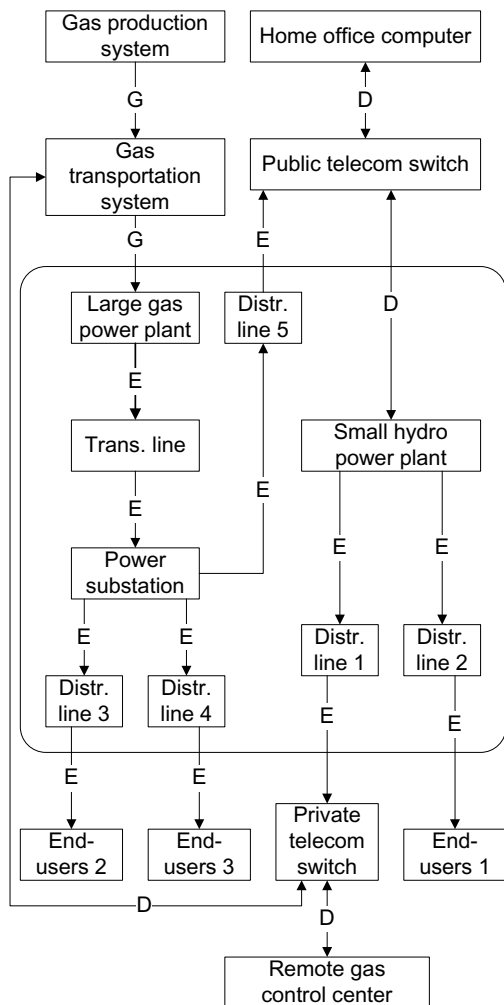 Gas production
system
Home office computer
G
D
Gas
transportation
system
Public telecom switch
G
E
D
Large gas
power plant
Distr.
line 5
E
Trans. line
Small hydro
power plant
E
E
Power
substation
E
E
E
E
Distr.
line 1
Distr.
line 2
Distr.
line 3
Distr.
line 4
E
E
E
E
Private
telecom
switch
End-
users 2
End-
users 3
End-
users 1
D
D
Remote gas
control center